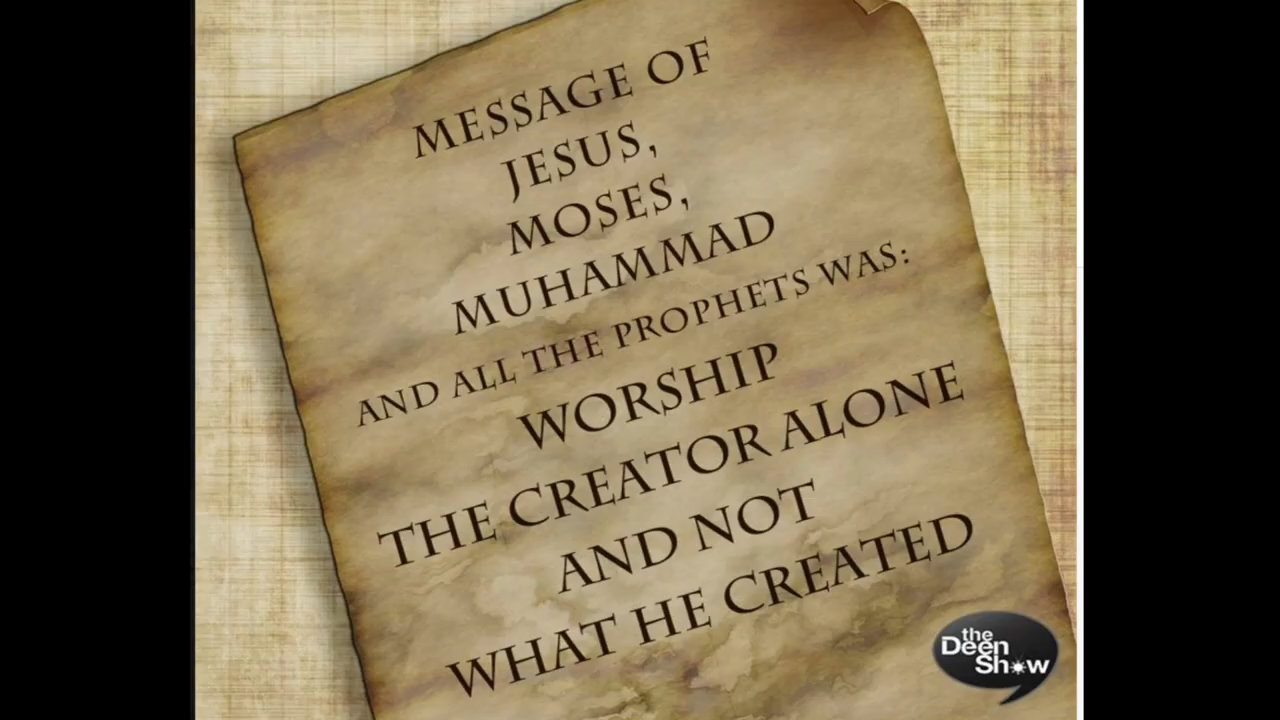 MESSAGE OF
JESUS,
MOSES,
MUHAMMAD
AND ALL THE PROPHETS WAS:
WORSHIP
THE CREATOR ALONE
AND NOT
WHAT HE CREATED
the
Deen
Show